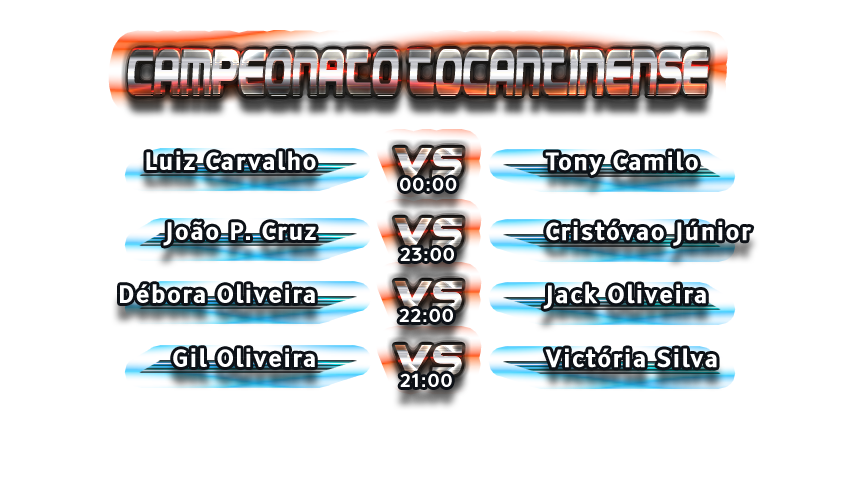 CAMPEONATO TOCANTINENSE
Luiz Carvalho VS Tony Camilo
00:00
João P. Cruz VS Cristóvao Júnior
23:00
Débora Oliveira VS Jack Oliveira
22:00
Gil Oliveira VS Victória Silva
21:00